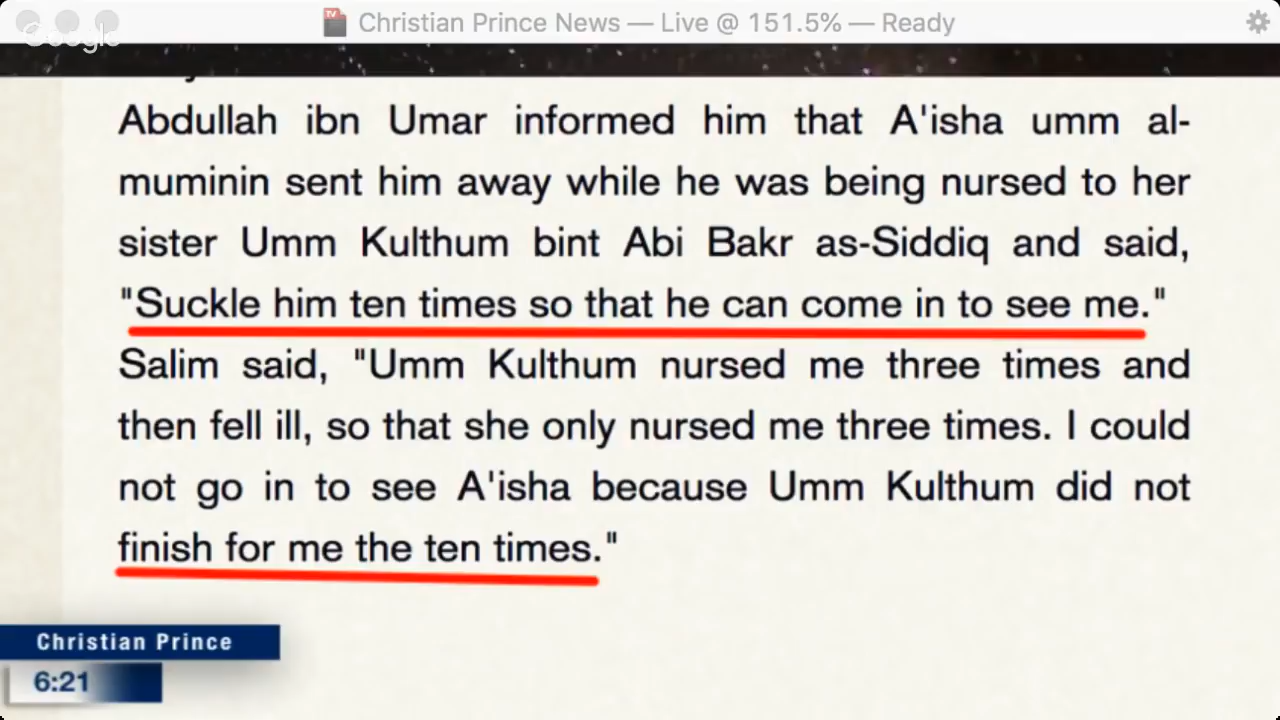 Google
Christian Prince News — Live @ 151.5% — Ready
Abdullah ibn Umar informed him that A'isha umm al-
muminin sent him away while he was being nursed to her
sister Umm Kulthum bint Abi Bakr as-Siddiq and said,
"Suckle him ten times so that he can come in to see me."
Salim said, "Umm Kulthum nursed me three times and
then fell ill, so that she only nursed me three times. I could
not go in to see A'isha because Umm Kulthum did not
finish for me the ten times."
Christian Prince
6:21